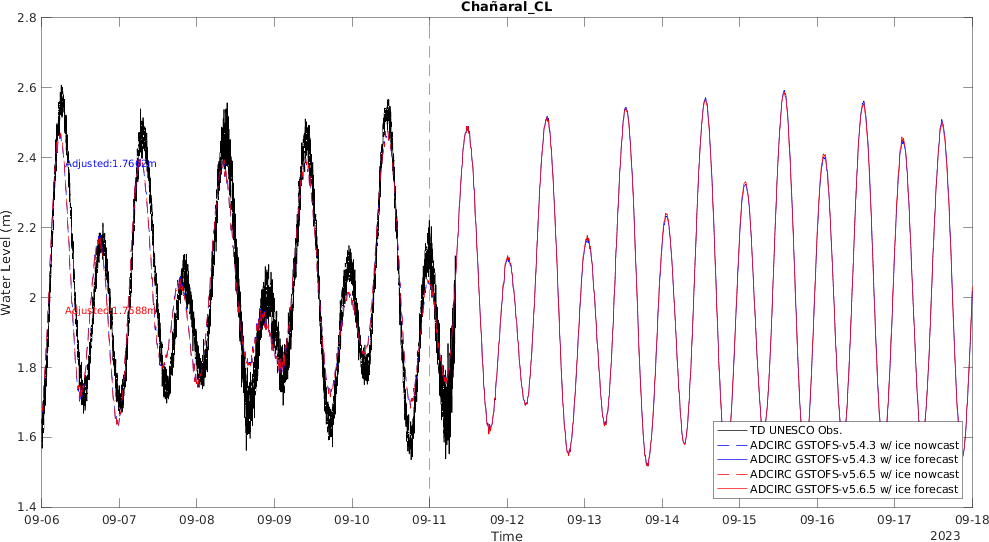 Chañaral_CL
2.8
2.6
2.4
2.2
2
1.8
1.6
1.4
Water Level (m)
Adjusted:1.7662m
Adjusted:1.7588m
TD UNESCO Obs.
ADCIRC GSTOFS-v5.4.3 w/ ice nowcast
ADCIRC GSTOFS-v5.4.3 w/ ice forecast
ADCIRC GSTOFS-v5.6.5 w/ ice nowcast
ADCIRC GSTOFS-v5.6.5 w/ ice forecast
09-06 09-07 09-08 09-09 09-10 09-11 09-12 09-13 09-14 09-15 09-16 09-17 09-18
Time
2023